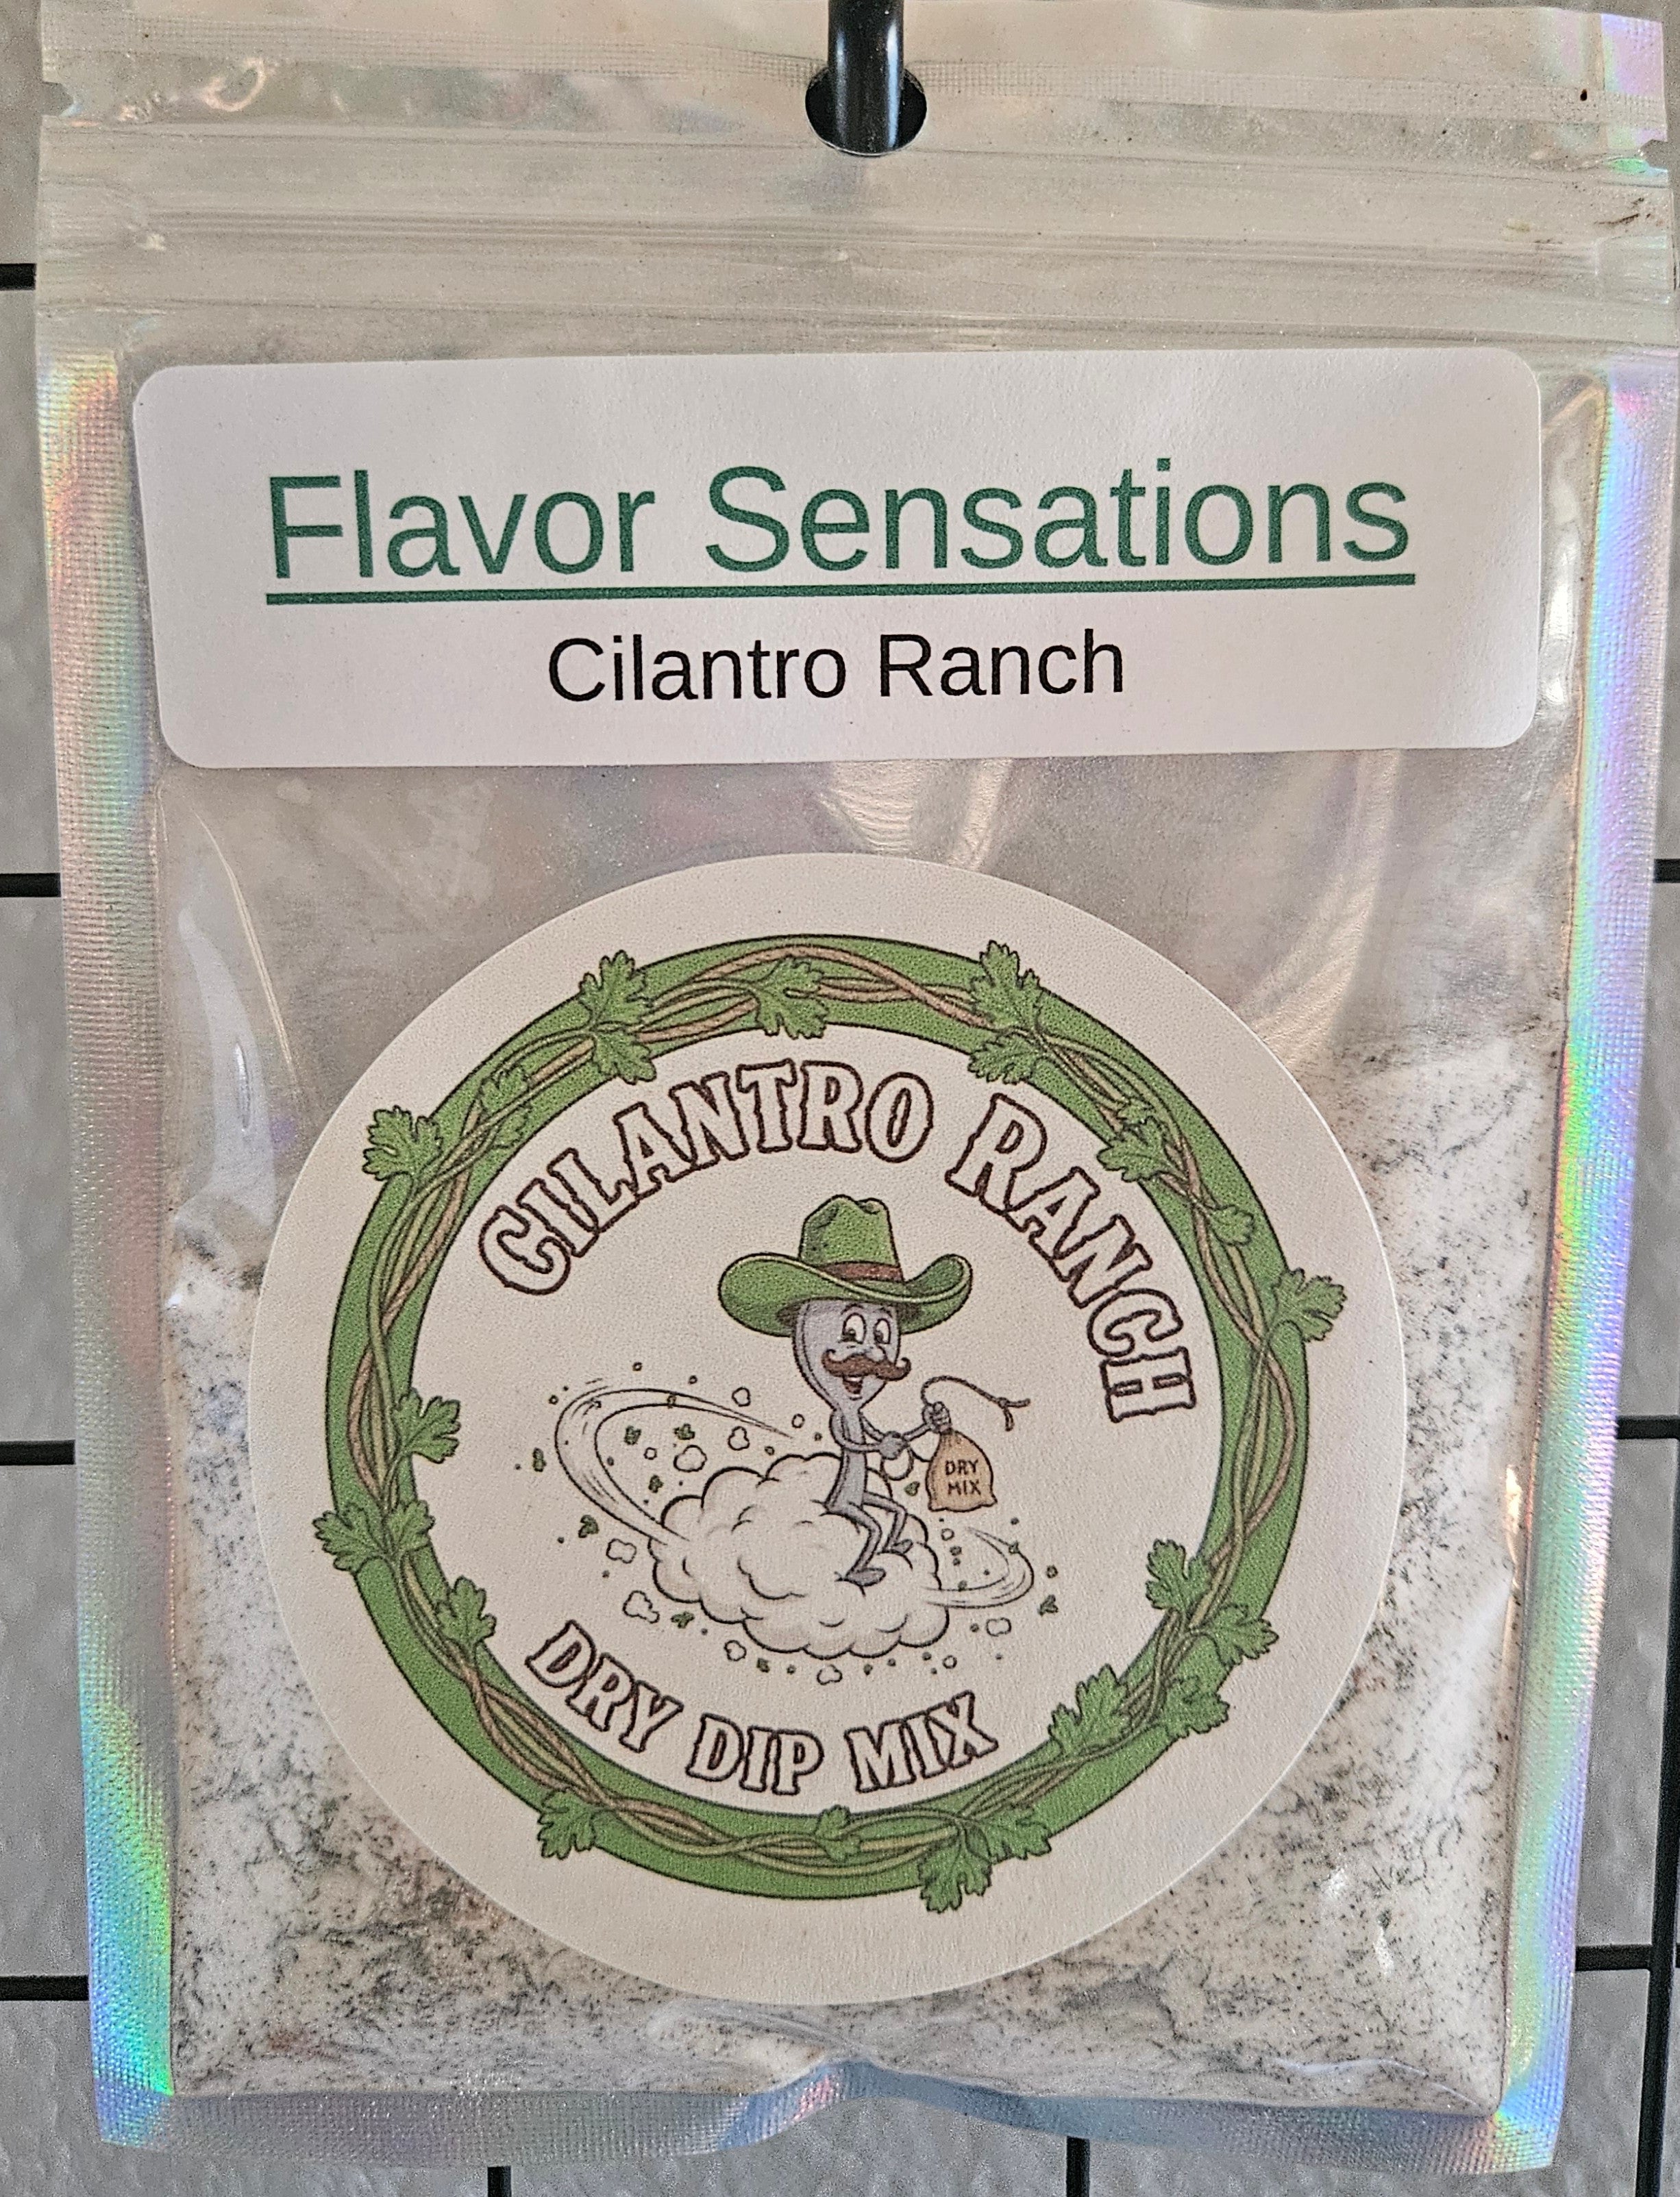 Flavor Sensations
Cilantro Ranch
CILANTRO RANCH
DRY
MIX
DRY DIP MIX